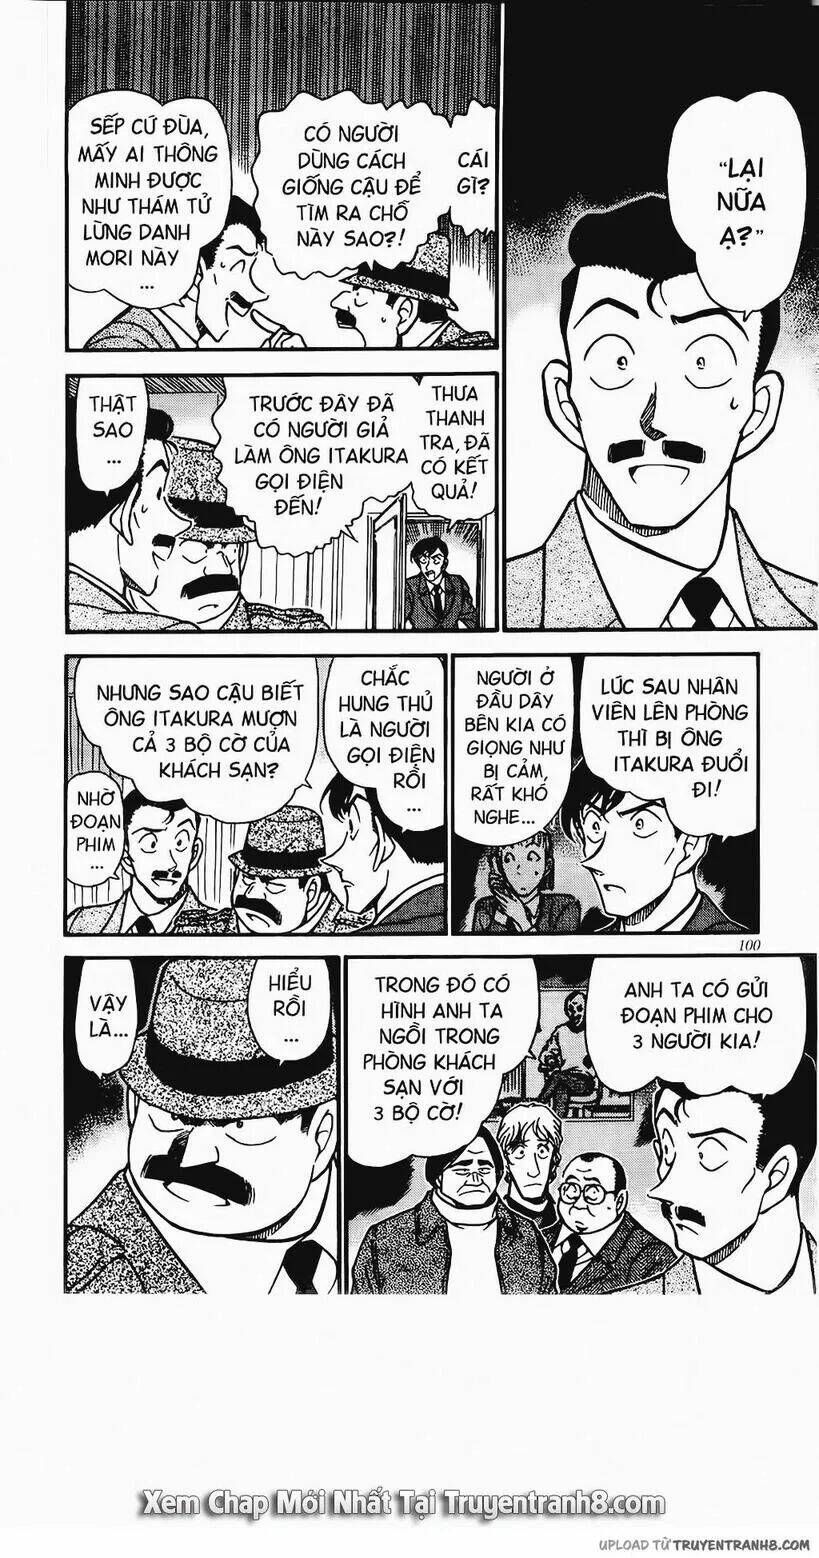 "LẠI
NỮA
Ạ?"
CÁI
GÌ?
CÓ NGƯỜI
DÙNG CÁCH
GIỐNG CẬU ĐỂ
TÌM RA CHỖ
NÀY SAO?!
SẾP CỨ ĐÙA,
MẤY AI THÔNG
MINH ĐƯỢC
NHƯ THÁM TỬ
LỪNG DANH
MORI NÀY
...
THƯA
THANH
TRA, ĐÃ
CÓ KẾT
QUẢ!
TRƯỚC ĐÂY ĐÃ
CÓ NGƯỜI GIẢ
LÀM ÔNG ITAKURA
GỌI ĐIỆN
ĐẾN!
THẬT
SAO
...
LÚC SAU NHÂN
VIÊN LÊN PHÒNG
THÌ BỊ ÔNG
ITAKURA ĐUỔI
ĐI!
NGƯỜI Ở
ĐẦU DÂY
BÊN KIA CÓ
GIỌNG NHƯ
BỊ CẢM,
RẤT KHÓ
NGHE...
CHẮC
HUNG THỦ
LÀ NGƯỜI
GỌI ĐIỆN
RỒI
...
NHƯNG SAO CẬU BIẾT
ÔNG ITAKURA MƯỢN
CẢ 3 BỘ CỜ CỦA
KHÁCH SẠN?
NHỜ
ĐOẠN
PHIM
...
100
ANH TA CÓ GỬI
ĐOẠN PHIM CHO
3 NGƯỜI KIA!
TRONG ĐÓ CÓ
HÌNH ANH TA
NGỒI TRONG
PHÒNG KHÁCH
SẠN VỚI
3 BỘ CỜ!
HIỂU
RỒI
...
VẬY
LÀ...
Xem Chap Mới Nhất Tại Truyentranh8.com
UPLOAD TỪ TRUYENTRANH8.COM